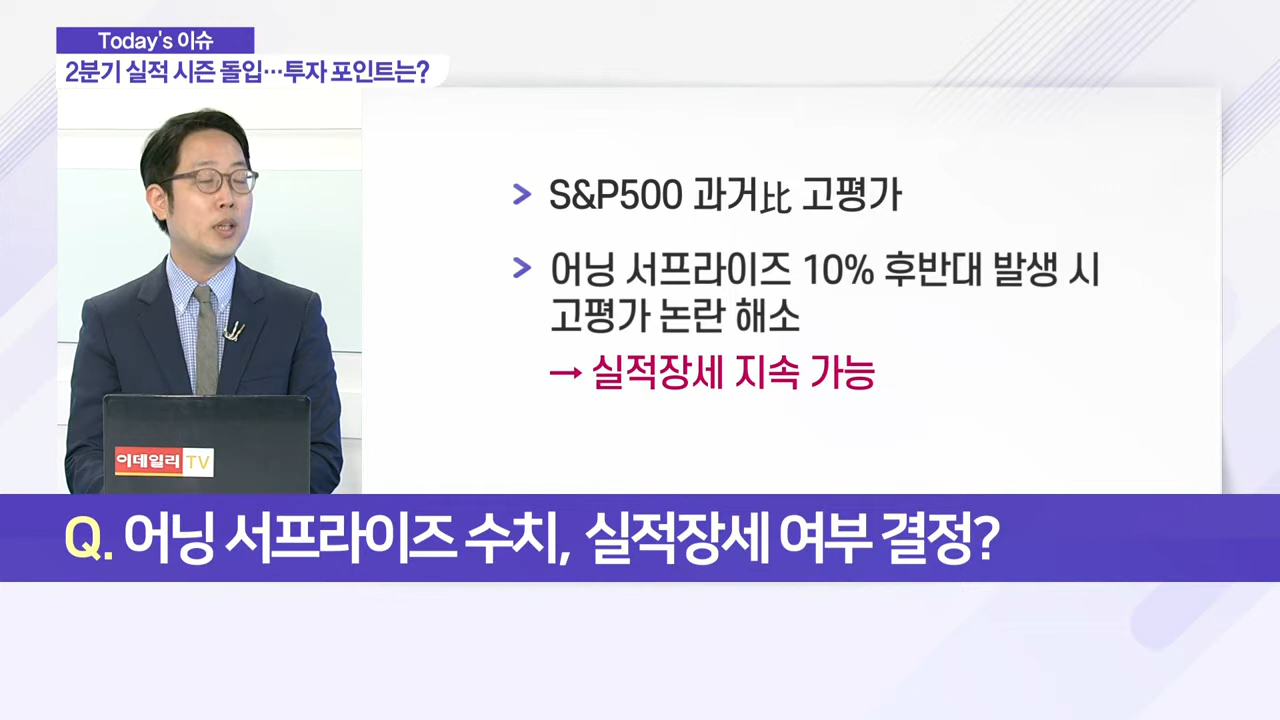 Today's 이슈
2분기 실적 시즌 돌입…투자 포인트는?
> S&P500 과거比 고평가
> 어닝 서프라이즈 10% 후반대 발생 시
고평가 논란 해소
→ 실적장세 지속 가능
이데일리 TV
Q. 어닝 서프라이즈 수치, 실적장세 여부 결정?